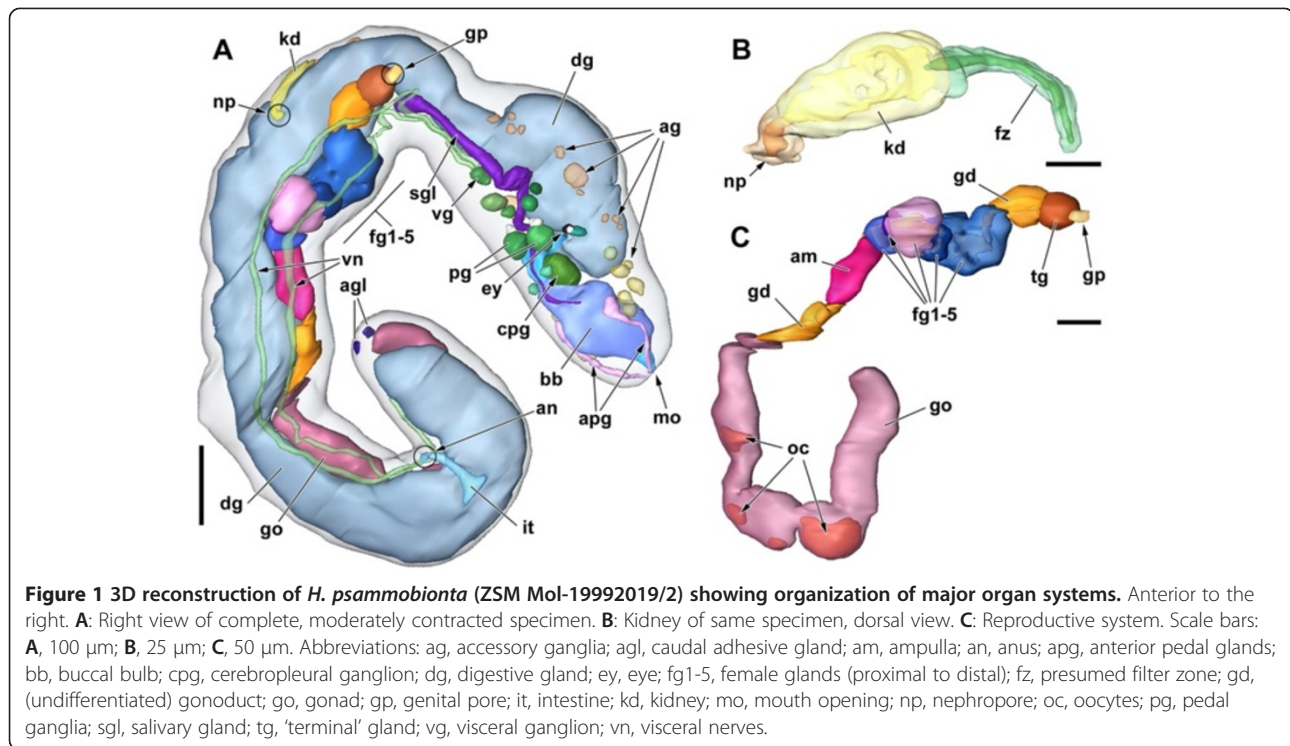 A
kd
gp
dg
np
ag
sgl
vg
fg1-5
vn
pg
agl
ey
cpg
bb
an
apg
mo
dg
go
it
B
kd
fz
np
gd
C
am
tg
gp
gd
fg1-5
go
oc
Figure 1 3D reconstruction of H. psammobionta (ZSM Mol-19992019/2) showing organization of major organ systems. Anterior to the
right. A: Right view of complete, moderately contracted specimen. B: Kidney of same specimen, dorsal view. C: Reproductive system. Scale bars:
A, 100 μm; B, 25 μm; C, 50 μm. Abbreviations: ag, accessory ganglia; agl, caudal adhesive gland; am, ampulla; an, anus; apg, anterior pedal glands;
bb, buccal bulb; cpg, cerebropleural ganglion; dg, digestive gland; ey, eye; fg1-5, female glands (proximal to distal); fz, presumed filter zone; gd,
(undifferentiated) gonoduct; go, gonad; gp, genital pore; it, intestine; kd, kidney; mo, mouth opening; np, nephropore; oc, oocytes; pg, pedal
ganglia; sgl, salivary gland; tg, ‘terminal’ gland; vg, visceral ganglion; vn, visceral nerves.